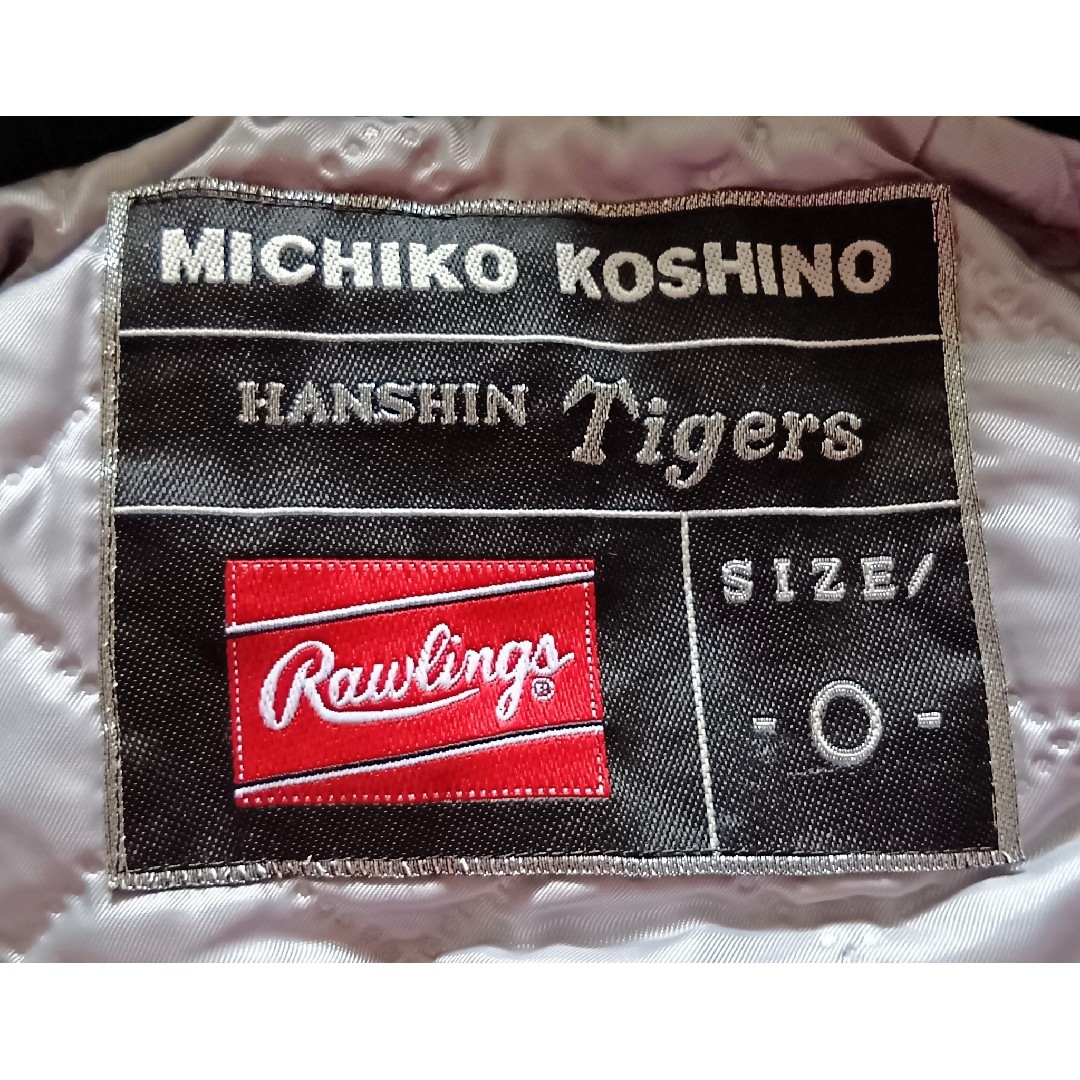 MICHIKO KOSHINO
HANSHIN Tigers
Rawlings®
SIZE/
- O -